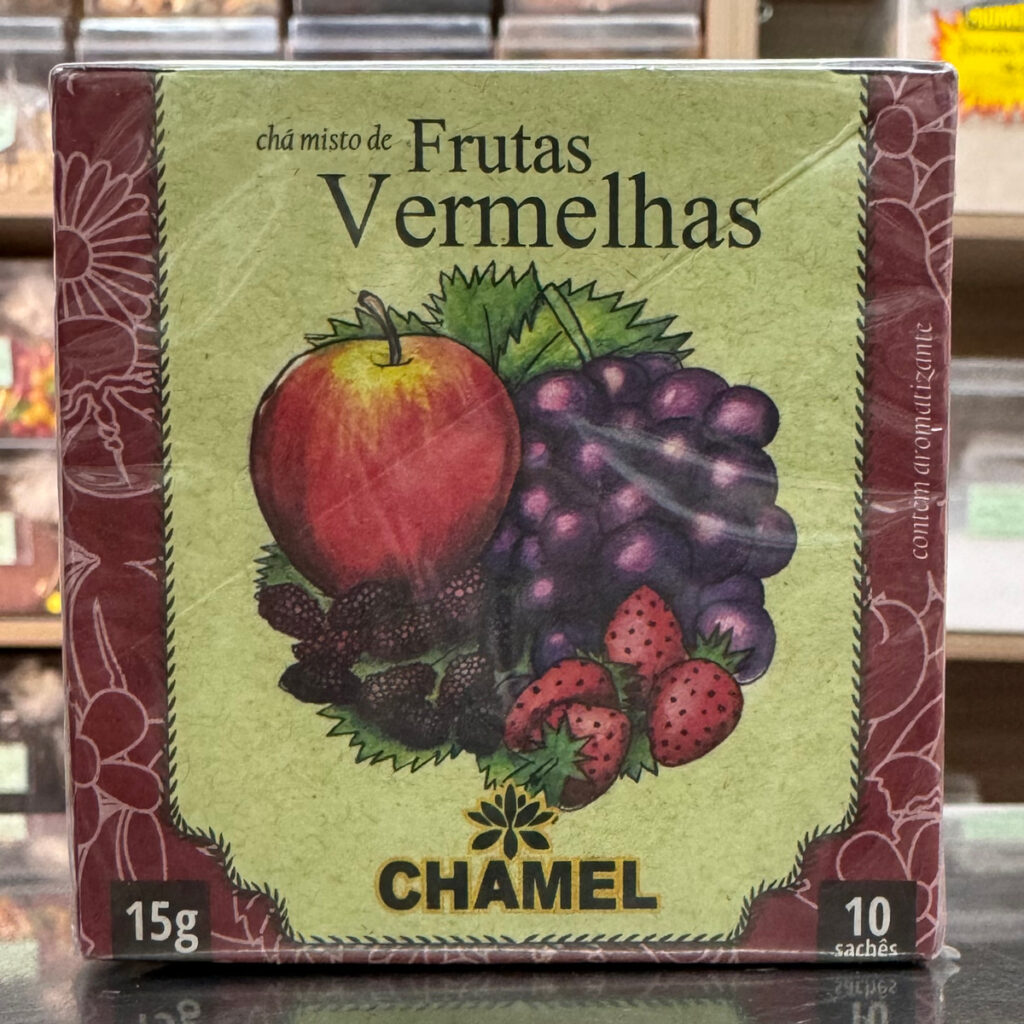 chá misto de Frutas
Vermelhas
contém aromatizante
CHAMEL
15g
10
sachês